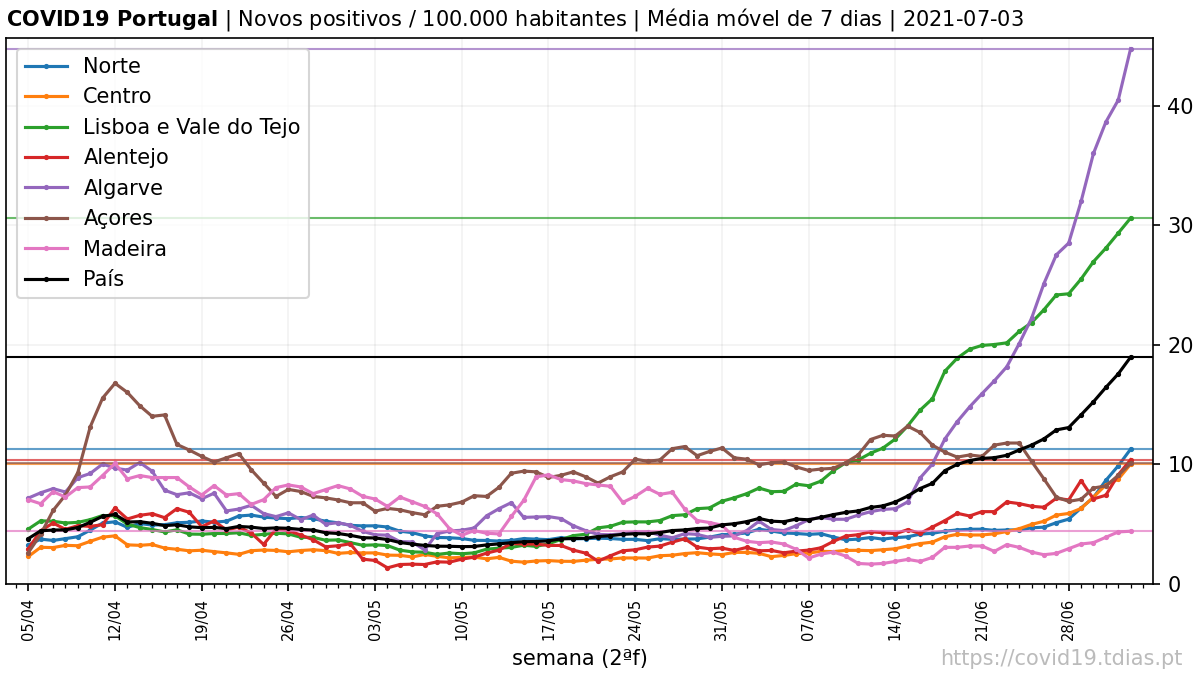 COVID19 Portugal | Novos positivos / 100.000 habitantes | Média móvel de 7 dias | 2021-07-03
Norte
Centro
Lisboa e Vale do Tejo
Alentejo
Algarve
Açores
Madeira
País
40
30
20
10
0
05/04
12/04
19/04
26/04
03/05
10/05
17/05
24/05
31/05
07/06
14/06
21/06
28/06
semana (2ªf)
https://covid19.tdias.pt